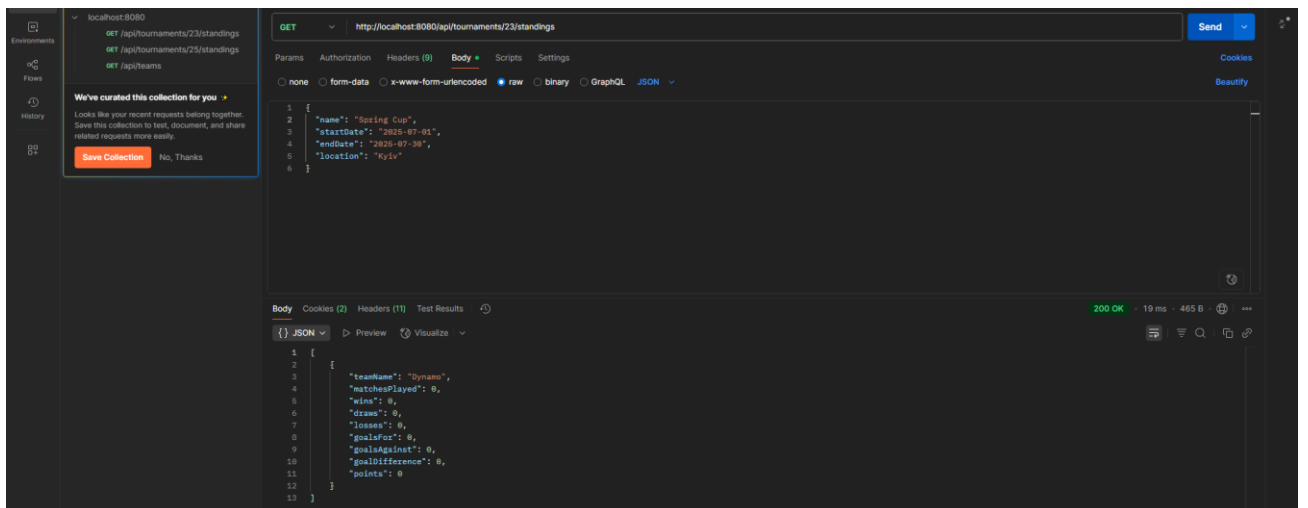 Environments
Flows
History
localhost:8080
GET /api/tournaments/23/standings
GET /api/tournaments/25/standings
GET /api/teams
We've curated this collection for you
Looks like your recent requests belong together.
Save this collection to test, document, and share
related requests more easily.
Save Collection No, Thanks
GET http://localhost:8080/api/tournaments/23/standings Send
Params Authorization Headers (9) Body Scripts Settings Cookies
none form-data x-www-form-urlencoded raw binary GraphQL JSON Beautify
1 {
2 "name": "Spring Cup",
3 "startDate": "2025-07-01",
4 "endDate": "2025-07-30",
5 "location": "Kyiv"
6 }
Body Cookies (2) Headers (11) Test Results 200 OK 19 ms 465 B
{} JSON Preview Visualize
1 [
2 {
3 "teamName": "Dynamo",
4 "matchesPlayed": 0,
5 "wins": 0,
6 "draws": 0,
7 "losses": 0,
8 "goalsFor": 0,
9 "goalsAgainst": 0,
10 "goalDifference": 0,
11 "points": 0
12 }
13 ]